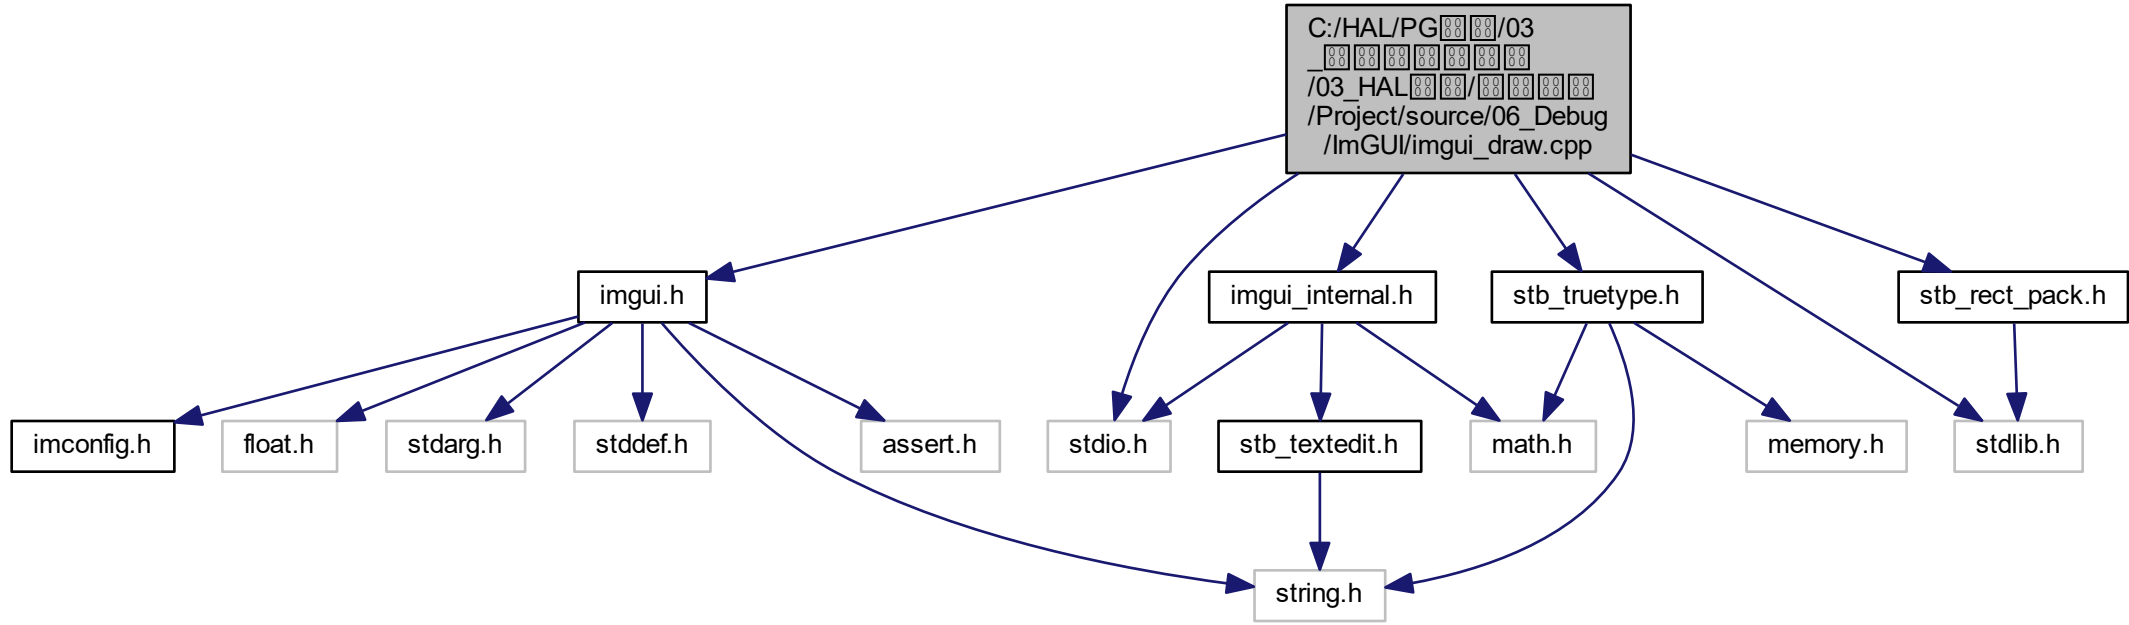 C:/HAL/PG/03
_
/03_HAL/
/Project/source/06_Debug
/ImGUI/imgui_draw.cpp
imgui.h
imgui_internal.h
stb_truetype.h
stb_rect_pack.h
imconfig.h
float.h
stdarg.h
stddef.h
assert.h
stdio.h
stb_textedit.h
math.h
memory.h
stdlib.h
string.h